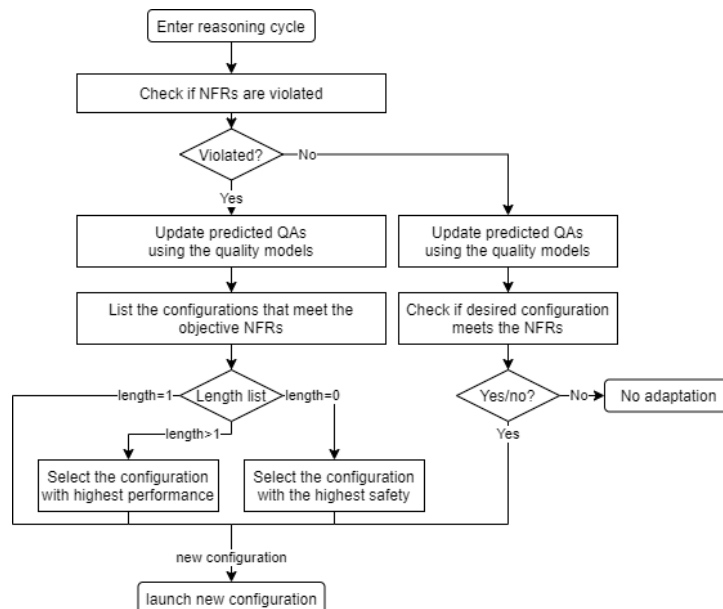 Enter reasoning cycle
Check if NFRs are violated
Violated?
No
Yes
Update predicted QAs
using the quality models
Update predicted QAs
using the quality models
List the configurations that meet the
objective NFRs
Check if desired configuration
meets the NFRs
length=1
Length list
length=0
Yes/no?
No
No adaptation
length>1
Yes
Select the configuration
with highest performance
Select the configuration
with the highest safety
new configuration
launch new configuration